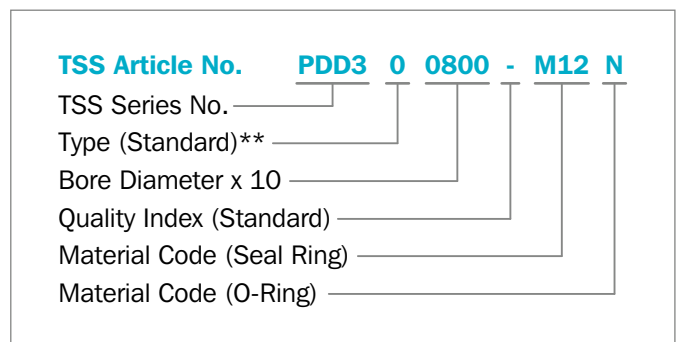 TSS Article No. PDD3 0 0800 - M12 N
TSS Series No.
Type (Standard)**
Bore Diameter x 10
Quality Index (Standard)
Material Code (Seal Ring)
Material Code (O-Ring)